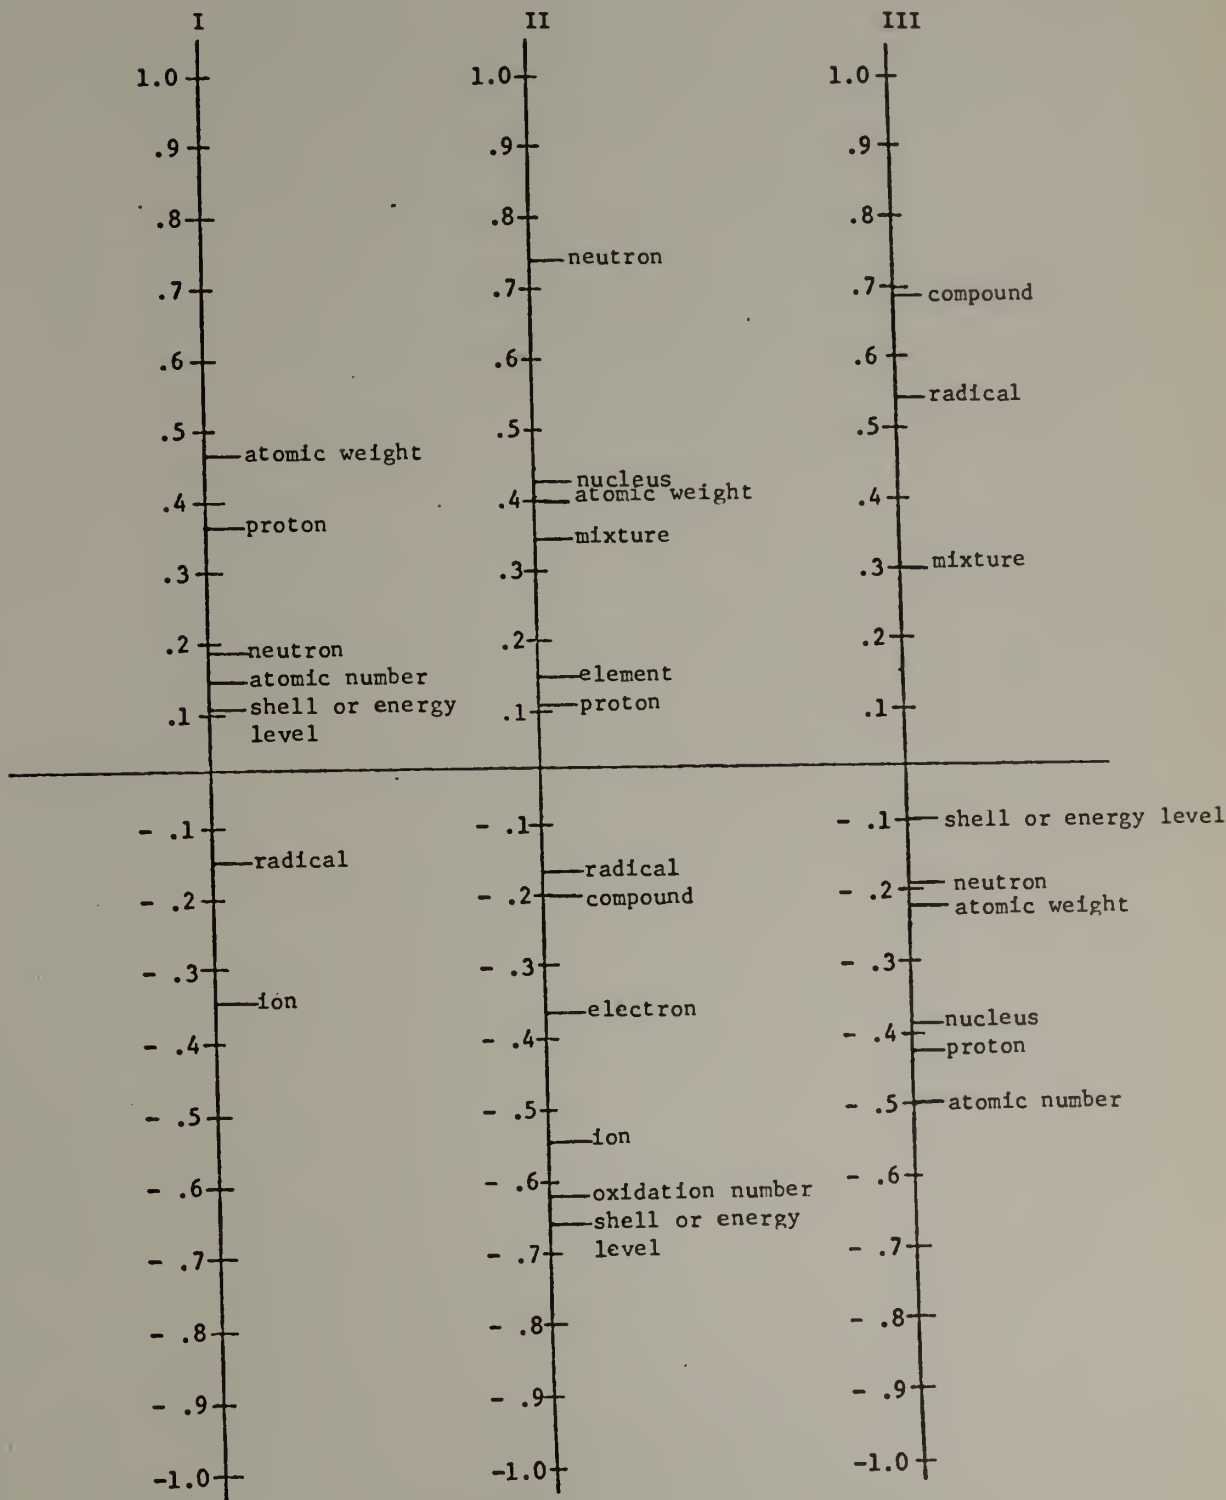 I
1.0
.9
.8
.7
.6
.5
atomic weight
.4
proton
.3
.2
neutron
atomic number
shell or energy
level
.1
- .1
radical
- .2
- .3
ion
- .4
- .5
- .6
- .7
- .8
- .9
-1.0
II
1.0
.9
.8
neutron
.7
.6
.5
nucleus
atomic weight
.4
mixture
.3
.2
element
proton
.1
- .1
radical
- .2
compound
- .3
electron
- .4
- .5
ion
- .6
oxidation number
shell or energy
level
- .7
- .8
- .9
-1.0
III
1.0
.9
.8
.7
compound
.6
radical
.5
.4
.3
mixture
.2
.1
- .1
shell or energy level
neutron
- .2
atomic weight
- .3
nucleus
- .4
proton
- .5
atomic number
- .6
- .7
- .8
- .9
-1.0